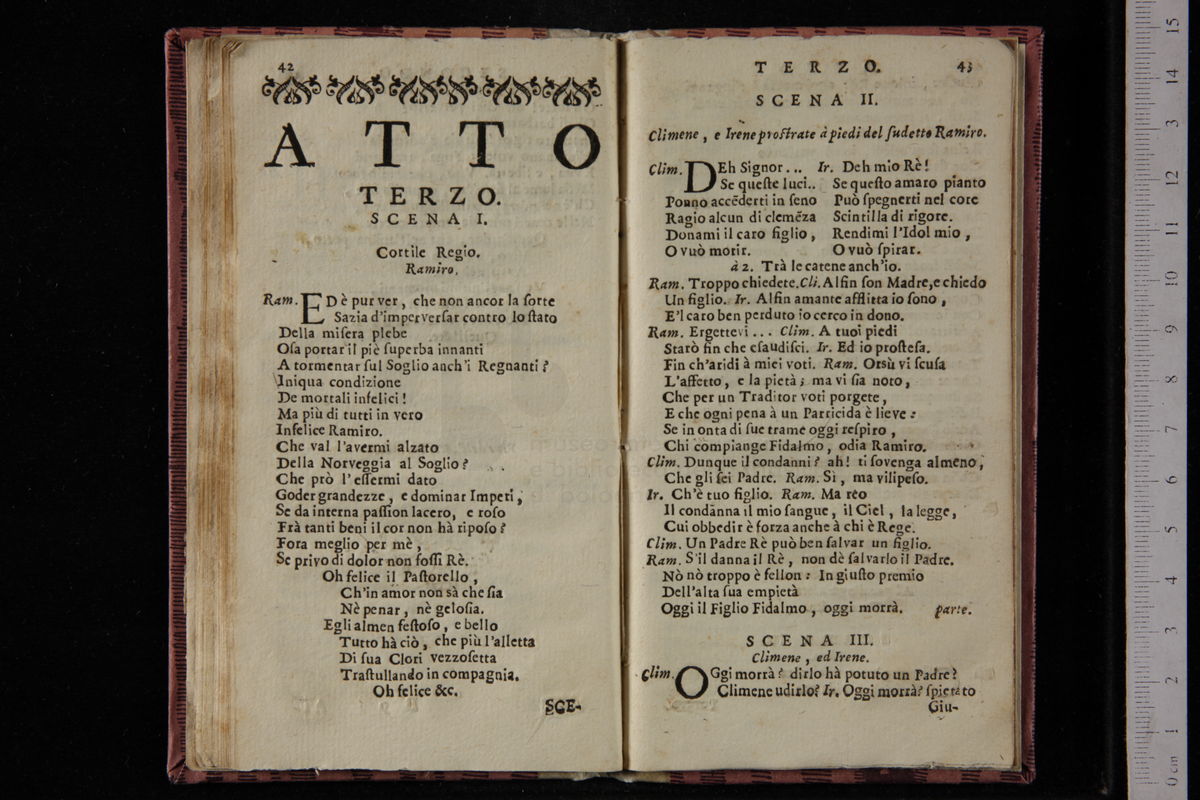 42
ATTO
TERZO.
SCENA I.
Cortile Regio.
Ramiro.
Ram. ED è pur ver, che non ancor la ſorte
Sazia d'imperverſar contro lo ſtato
Della miſera plebe
Oſa portar il piè ſuperba innanti
A tormentar ſul Soglio anch'i Regnanti?
Iniqua condizione
De mortali infelici!
Ma più di tutti in vero
Infelice Ramiro.
Che val l'avermi alzato
Della Norveggia al Soglio?
Che prò l'eſſermi dato
Goder grandezze, e dominar Imperi,
Se da interna paſſion lacero, e roſo
Frà tanti beni il cor non hà ripoſo?
Fora meglio per mè,
Se privo di dolor non foſſi Rè.
Oh felice il Paſtorello,
Ch'in amor non sà che ſia
Nè penar, nè geloſia.
Egli almen feſtoſo, e bello
Tutto hà ciò, che più l'alletta
Di ſua Clori vezzoſetta
Traſtullando in compagnia.
Oh felice &c.
SCE-
TERZO. 43
SCENA II.
Climene, e Irene proſtrate à piedi del ſudetto Ramiro.
Clim. DEh Signor... Ir. Deh mio Rè!
Se queſte luci.. Se queſto amaro pianto
Ponno accēderti in ſeno Può ſpegnerti nel core
Ragio alcun di clemēza Scintilla di rigore.
Donami il caro figlio, Rendimi l'Idol mio,
O vuò morir. O vuò ſpirar.
à 2. Trà le catene anch'io.
Ram. Troppo chiedete. Cli. Alfin ſon Madre, e chiedo
Un figlio. Ir. Alfin amante afflitta io ſono,
E'l caro ben perduto io cerco in dono.
Ram. Ergettevi... Clim. A tuoi piedi
Starò fin che eſaudiſci. Ir. Ed io proſteſa.
Fin ch'aridi à miei voti. Ram. Orsù vi ſcuſa
L'affetto, e la pietà; ma vi ſia noto,
Che per un Traditor voti porgete,
E che ogni pena à un Parricida è lieve:
Se in onta di ſue trame oggi reſpiro,
Chi compiange Fidalmo, odia Ramiro.
Clim. Dunque il condanni? ah! ti ſovenga almeno,
Che gli ſei Padre. Ram. Sì, ma vilipeſo.
Ir. Ch'è tuo figlio. Ram. Ma reo
Il condanna il mio ſangue, il Ciel, la legge,
Cui obbedir è forza anche à chi è Rege.
Clim. Un Padre Rè può ben ſalvar un figlio.
Ram. S'il danna il Rè, non dè ſalvarlo il Padre.
Nò nò troppo è fellon: In giuſto premio
Dell'alta ſua empietà
Oggi il Figlio Fidalmo, oggi morrà. parte.
SCENA III.
Climene, ed Irene.
Clim. OGgi morrà? dirlo hà potuto un Padre?
Climene udirlo? Ir. Oggi morrà? ſpietato
Giu-